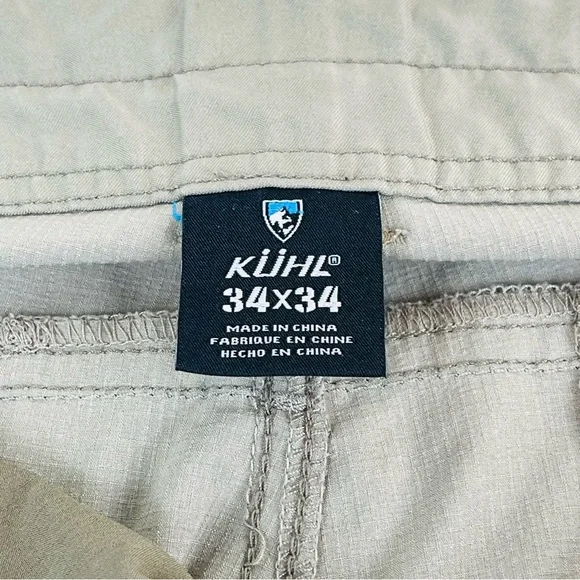 KÜHL®
34x34
MADE IN CHINA
FABRIQUE EN CHINE
HECHO EN CHINA